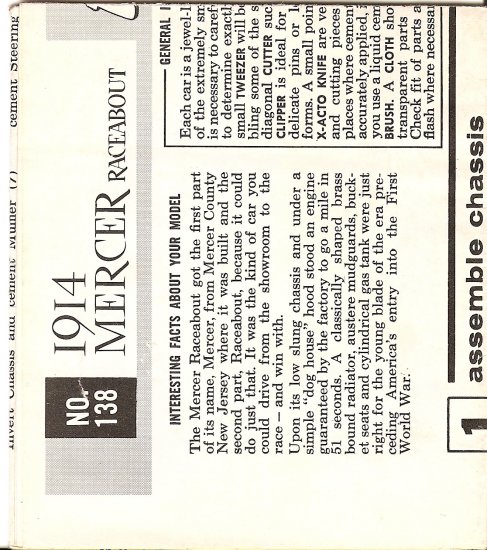 Invert Chassis and cement Muffler (7)
cement Steering
NO.
138
1914
MERCER RACEABOUT
INTERESTING FACTS ABOUT YOUR MODEL
The Mercer Raceabout got the first part
of its name, Mercer, from Mercer County
New Jersey where it was built and the
second part, Raceabout, because it could
do just that. It was the kind of car you
could drive from the showroom to the
race – and win with.
Upon its low slung chassis and under a
simple "dog house" hood stood an engine
guaranteed by the factory to go a mile in
51 seconds. A classically shaped brass
bound radiator, austere mudguards, buck-
et seats and cylindrical gas tank were just
right for the young blade of the era pre-
ceding America's entry into the First
World War.
GENERAL
Each car is a jewel-l
of the extremely sm
is necessary to caref
to determine exactl
small TWEEZER will b
bling some of the s
diagonal CUTTER suc
CLIPPER is ideal for
delicate pins or l
forms. A small poin
X-ACTO KNIFE are ve
and cutting pieces
places where cemen
accurately applied,
you use a liquid cem
BRUSH. A CLOTH sho
transparent parts
Check fit of parts a
flash where necessar
1 assemble chassis